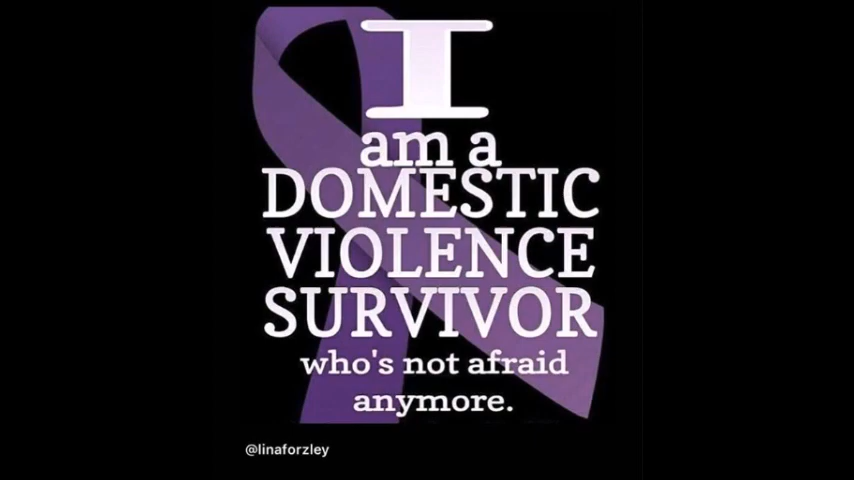 I
am a
DOMESTIC
VIOLENCE
SURVIVOR
who's not afraid
anymore.
@linaforzley